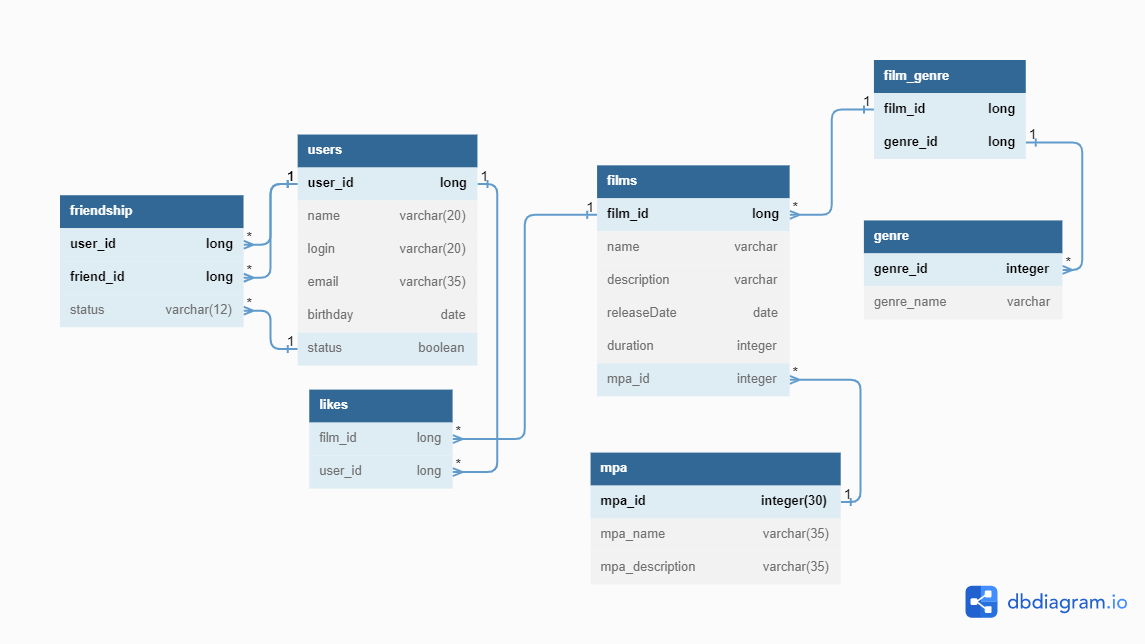 friendship
user_id long
friend_id long
status varchar(12)
* * *
users
user_id long
name varchar(20)
login varchar(20)
email varchar(35)
birthday date
status boolean
1 1 1
likes
film_id long
user_id long
* *
films
film_id long
name varchar
description varchar
releaseDate date
duration integer
mpa_id integer
1 * *
mpa
mpa_id integer(30)
mpa_name varchar(35)
mpa_description varchar(35)
1
film_genre
film_id long
genre_id long
1 1
genre
genre_id integer
genre_name varchar
*
dbdiagram.io